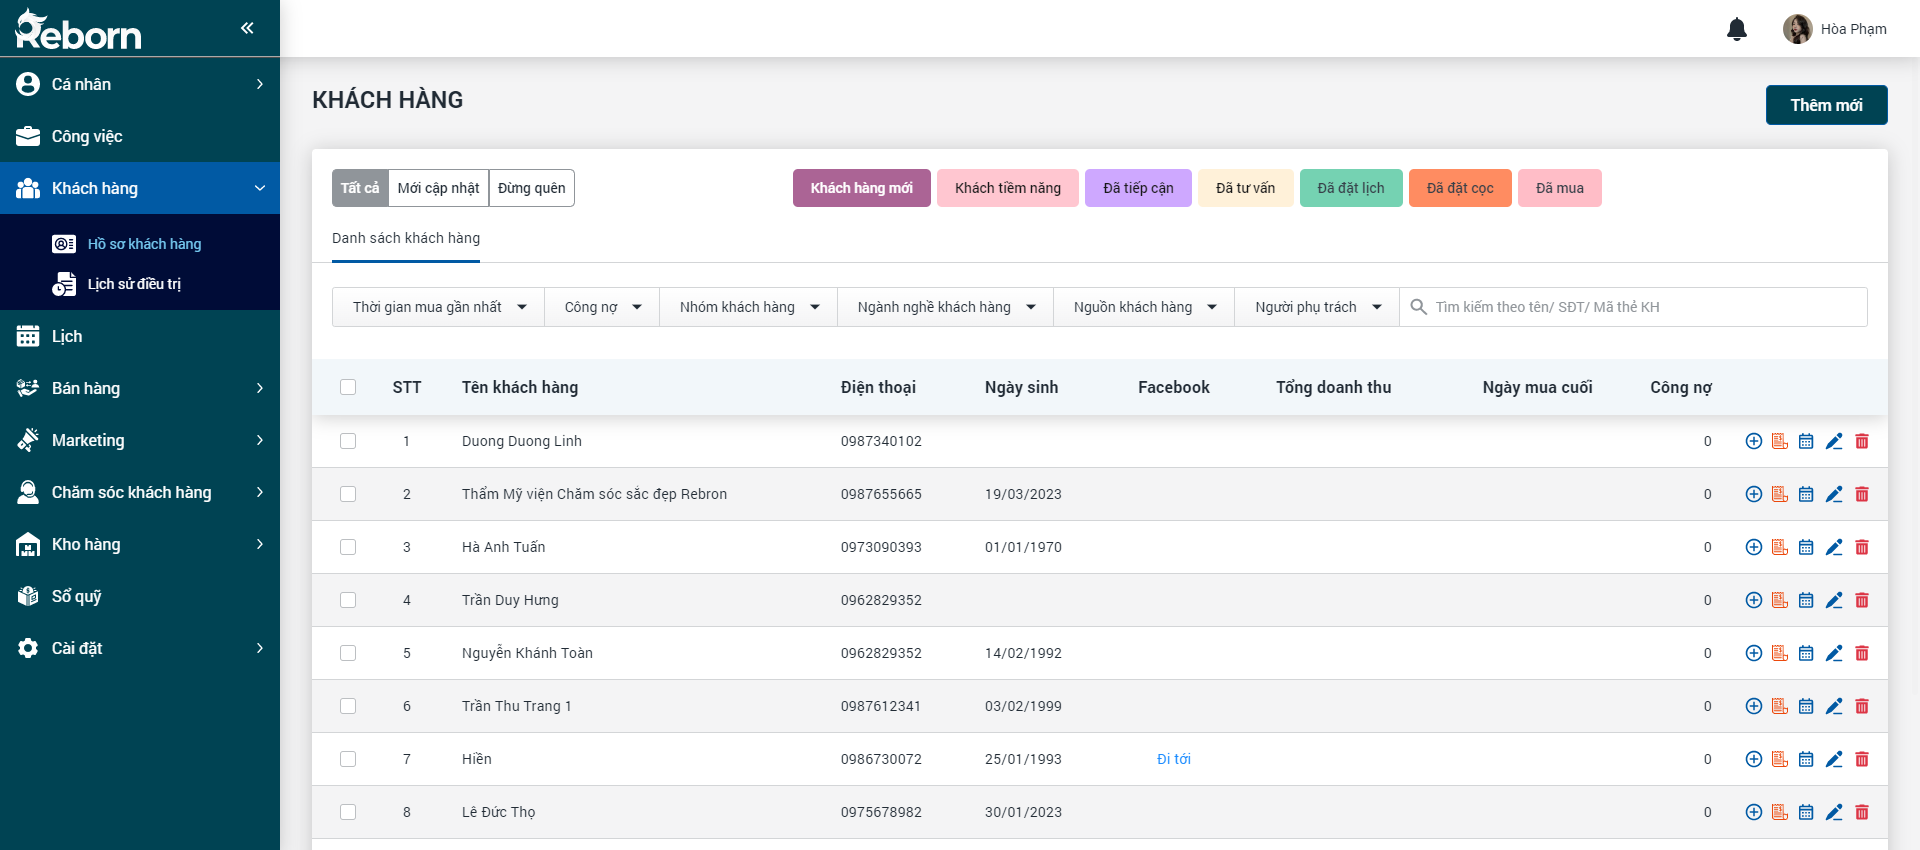 Reborn
Hòa Phạm
Cá nhân
Công việc
Khách hàng
Hồ sơ khách hàng
Lịch sử điều trị
Lịch
Bán hàng
Marketing
Chăm sóc khách hàng
Kho hàng
Sổ quỹ
Cài đặt
KHÁCH HÀNG
Thêm mới
Tất cả Mới cập nhật Đừng quên
Khách hàng mới Khách tiềm năng Đã tiếp cận Đã tư vấn Đã đặt lịch Đã đặt cọc Đã mua
Danh sách khách hàng
Thời gian mua gần nhất Công nợ Nhóm khách hàng Ngành nghề khách hàng Nguồn khách hàng Người phụ trách Tìm kiếm theo tên/ SĐT/ Mã thẻ KH
STT Tên khách hàng Điện thoại Ngày sinh Facebook Tổng doanh thu Ngày mua cuối Công nợ
1 Duong Duong Linh 0987340102 0
2 Thẩm Mỹ viện Chăm sóc sắc đẹp Rebron 0987655665 19/03/2023 0
3 Hà Anh Tuấn 0973090393 01/01/1970 0
4 Trần Duy Hưng 0962829352 0
5 Nguyễn Khánh Toàn 0962829352 14/02/1992 0
6 Trần Thu Trang 1 0987612341 03/02/1999 0
7 Hiền 0986730072 25/01/1993 Đi tới 0
8 Lê Đức Thọ 0975678982 30/01/2023 0